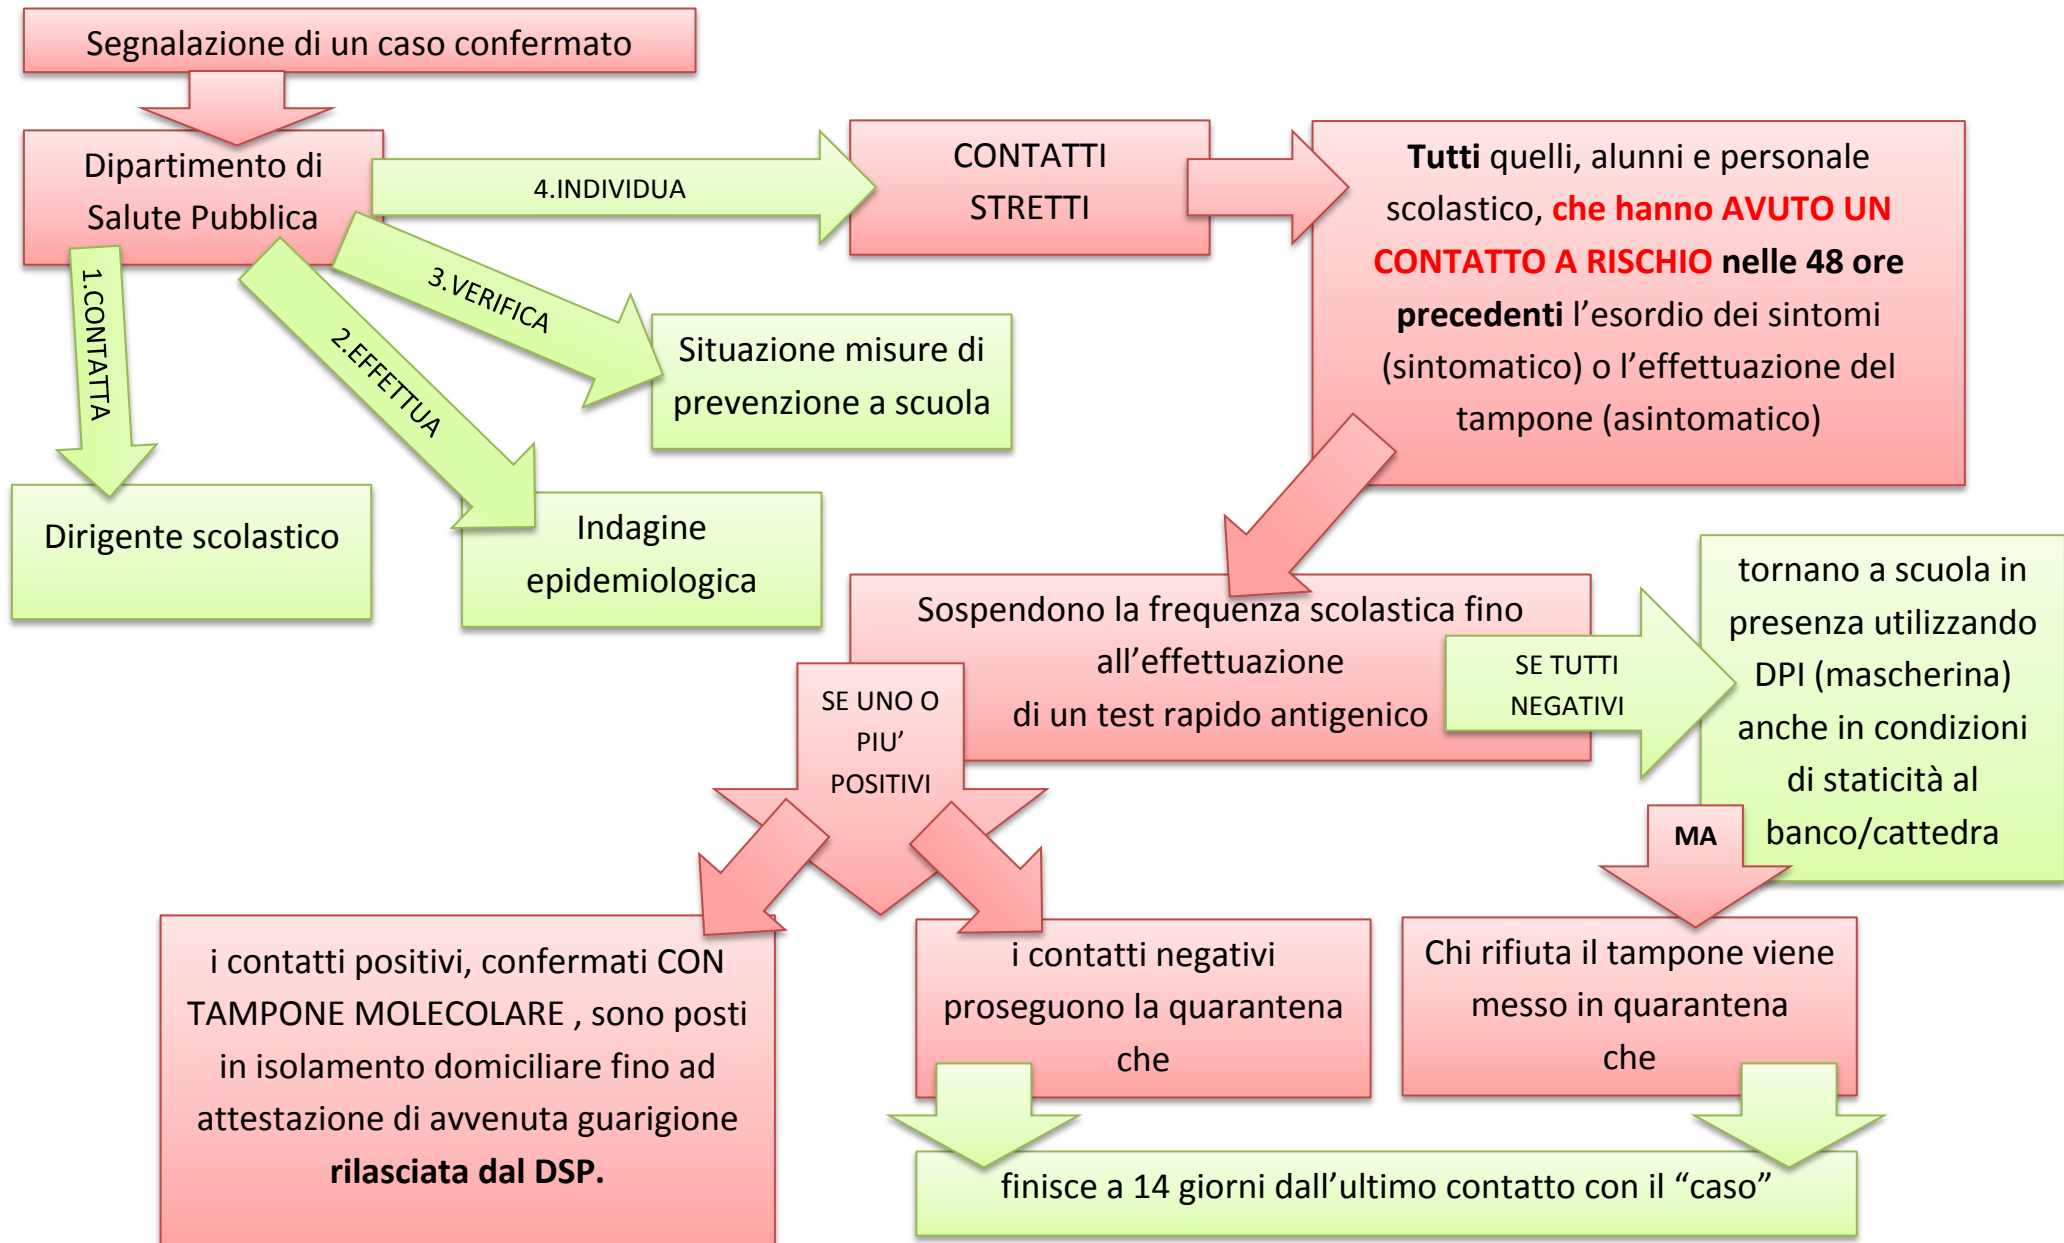 Segnalazione di un caso confermato
Dipartimento di
Salute Pubblica
4.INDIVIDUA
CONTATTI
STRETTI
Tutti quelli, alunni e personale
scolastico, che hanno AVUTO UN
CONTATTO A RISCHIO nelle 48 ore
precedenti l’esordio dei sintomi
(sintomatico) o l’effettuazione del
tampone (asintomatico)
1.CONTATTA
2.EFFETTUA
3.VERIFICA
Situazione misure di
prevenzione a scuola
Dirigente scolastico
Indagine
epidemiologica
Sospendono la frequenza scolastica fino
all’effettuazione
di un test rapido antigenico
SE TUTTI
NEGATIVI
tornano a scuola in
presenza utilizzando
DPI (mascherina)
anche in condizioni
di staticità al
banco/cattedra
SE UNO O
PIU’
POSITIVI
MA
i contatti positivi, confermati CON
TAMPONE MOLECOLARE , sono posti
in isolamento domiciliare fino ad
attestazione di avvenuta guarigione
rilasciata dal DSP.
i contatti negativi
proseguono la quarantena
che
Chi rifiuta il tampone viene
messo in quarantena
che
finisce a 14 giorni dall’ultimo contatto con il “caso”